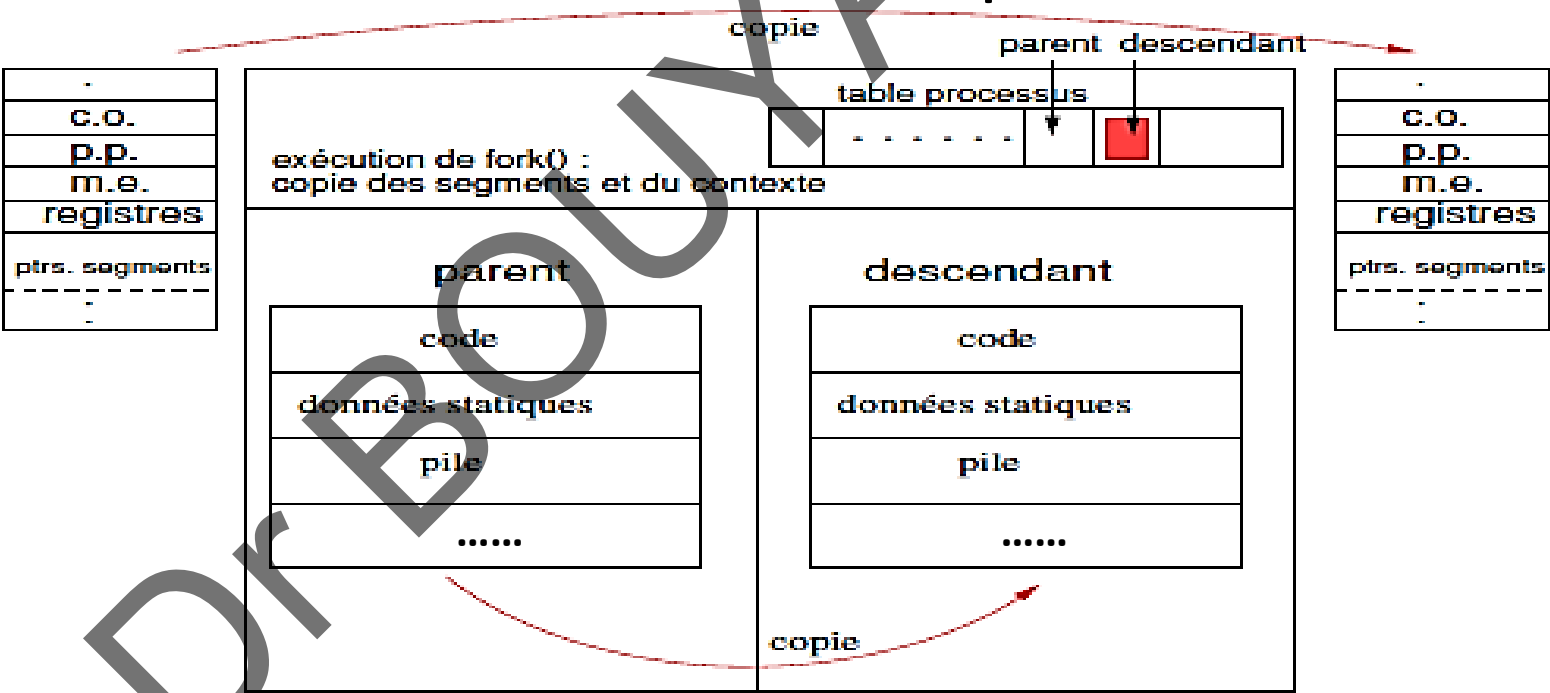 copie
parent descendant
.
c.o.
p.p.
m.e.
registres
ptrs. segments
.
.
table processus
- - - - - -
exécution de fork() :
copie des segments et du contexte
parent
code
données statiques
pile
......
descendant
code
données statiques
pile
......
copie
.
c.o.
p.p.
m.e.
registres
ptrs. segments
.
.
Dr BOUYA